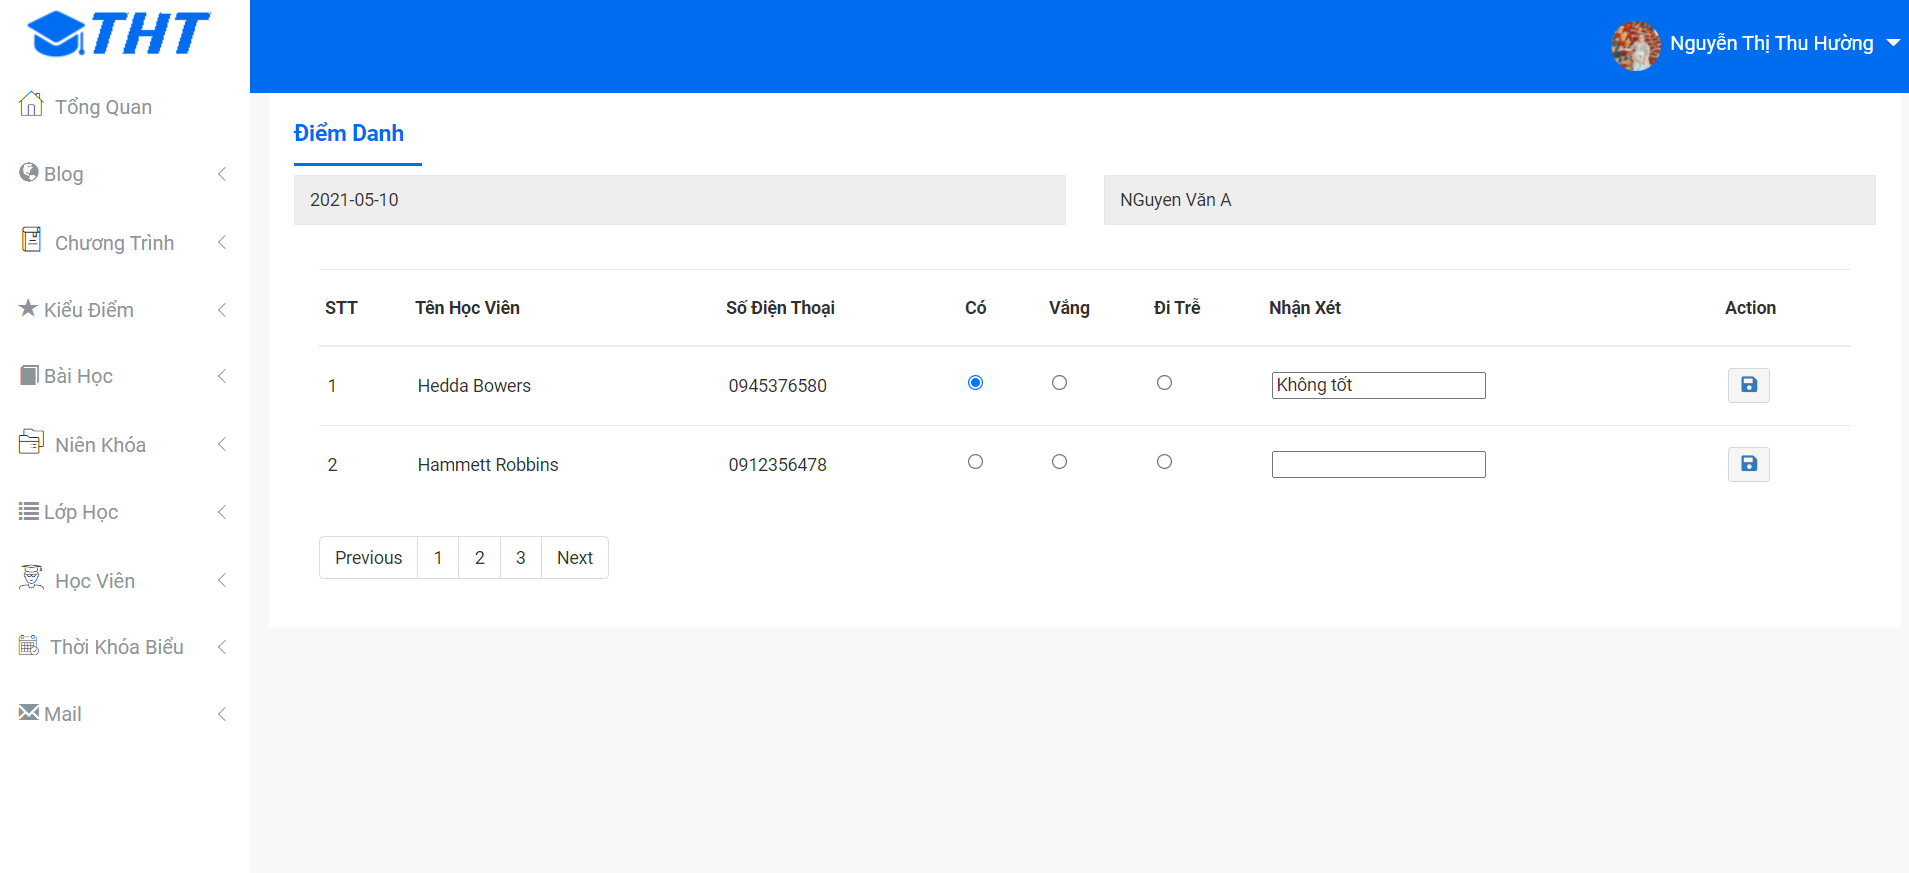 THT
Nguyễn Thị Thu Hường
Tổng Quan
Blog
Chương Trình
Kiểu Điểm
Bài Học
Niên Khóa
Lớp Học
Học Viên
Thời Khóa Biểu
Mail
Điểm Danh
2021-05-10 NGuyen Văn A
STT Tên Học Viên Số Điện Thoại Có Vắng Đi Trễ Nhận Xét Action
1 Hedda Bowers 0945376580 Không tốt
2 Hammett Robbins 0912356478
Previous 1 2 3 Next